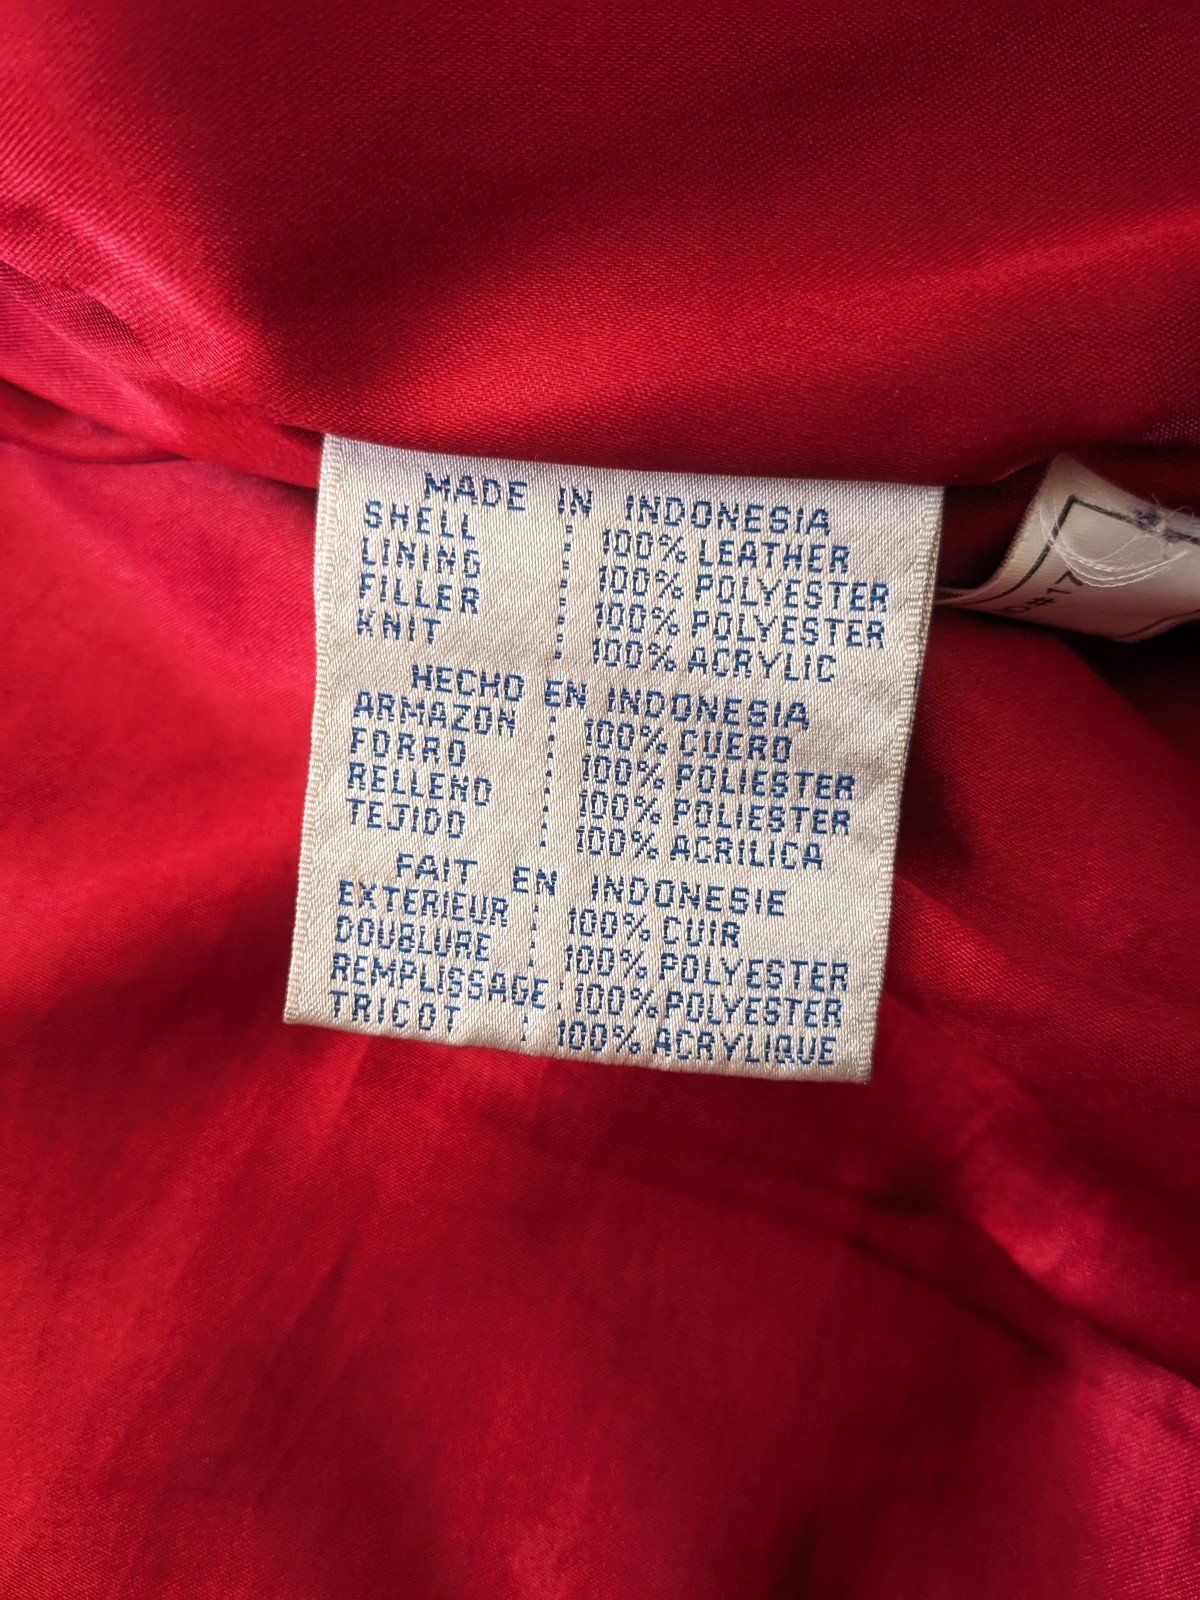 MADE IN INDONESIA
SHELL : 100% LEATHER
LINING : 100% POLYESTER
FILLER : 100% POLYESTER
KNIT : 100% ACRYLIC
HECHO EN INDONESIA
ARMAZON : 100% CUERO
FORRO : 100% POLIESTER
RELLENO : 100% POLIESTER
TEJIDO : 100% ACRILICA
FAIT EN INDONESIE
EXTERIEUR : 100% CUIR
DOUBLURE : 100% POLYESTER
REMPLISSAGE : 100% POLYESTER
TRICOT : 100% ACRYLIQUE